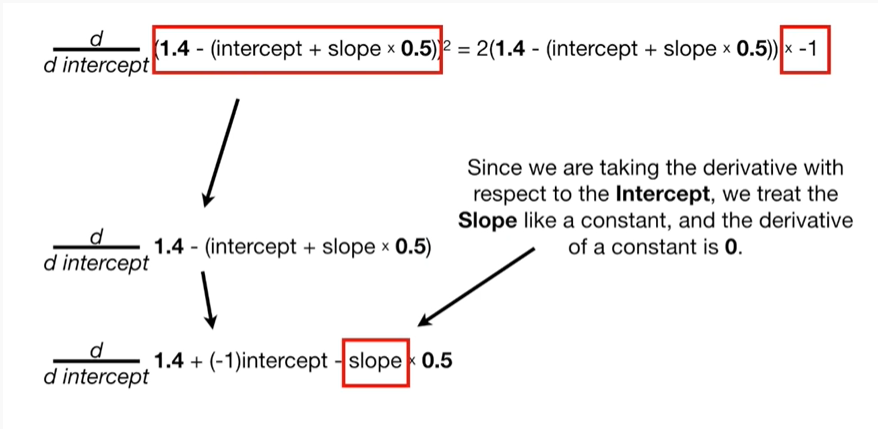 d
d intercept (1.4 - (intercept + slope × 0.5))² = 2(1.4 - (intercept + slope × 0.5)) × -1
Since we are taking the derivative with
respect to the Intercept, we treat the
Slope like a constant, and the derivative
of a constant is 0.
d
d intercept 1.4 - (intercept + slope × 0.5)
d
d intercept 1.4 + (-1)intercept - slope × 0.5